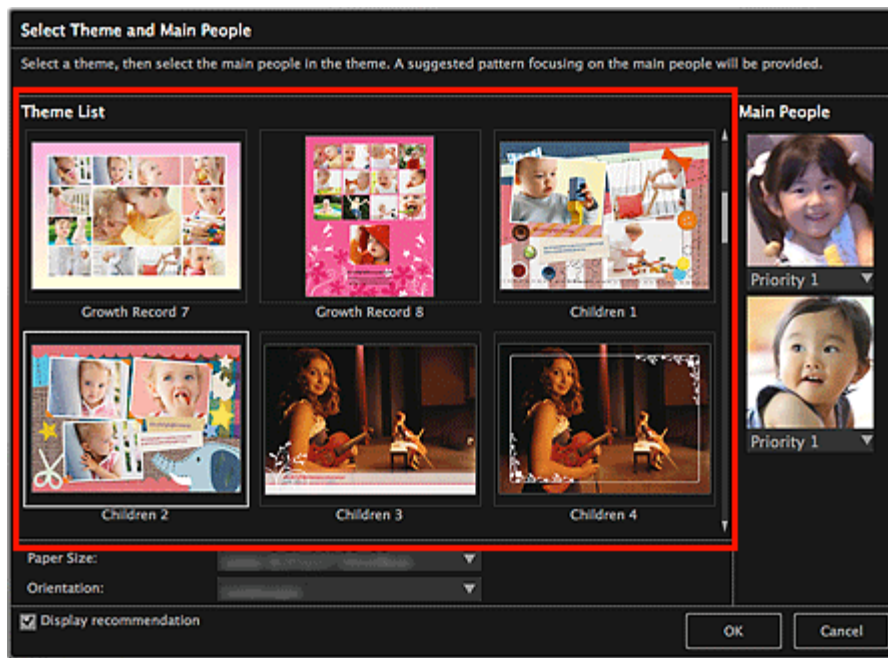 Select Theme and Main People
Select a theme, then select the main people in the theme. A suggested pattern focusing on the main people will be provided.
Theme List
Growth Record 7
Growth Record 8
Children 1
Children 2
Children 3
Children 4
Main People
Priority 1
Priority 1
Paper Size:
Orientation:
Display recommendation
OK
Cancel